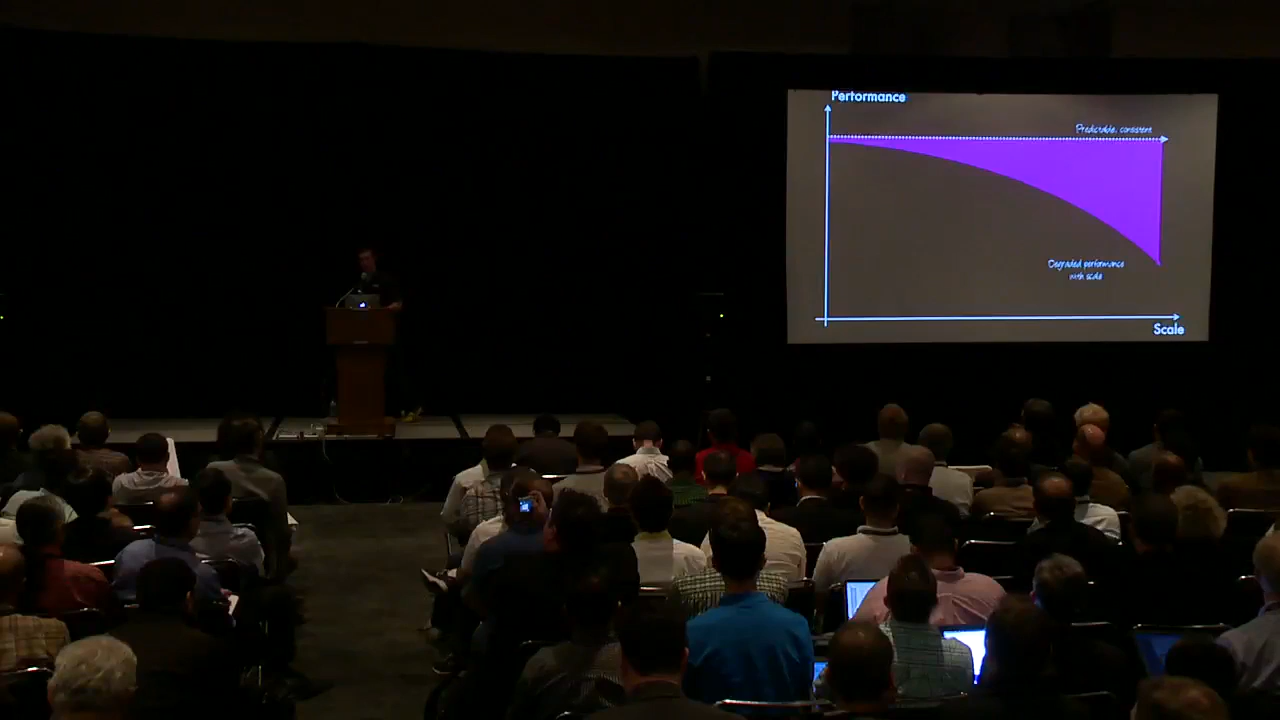 Performance
Predictable, consistent
Degraded performance
with scale
Scale